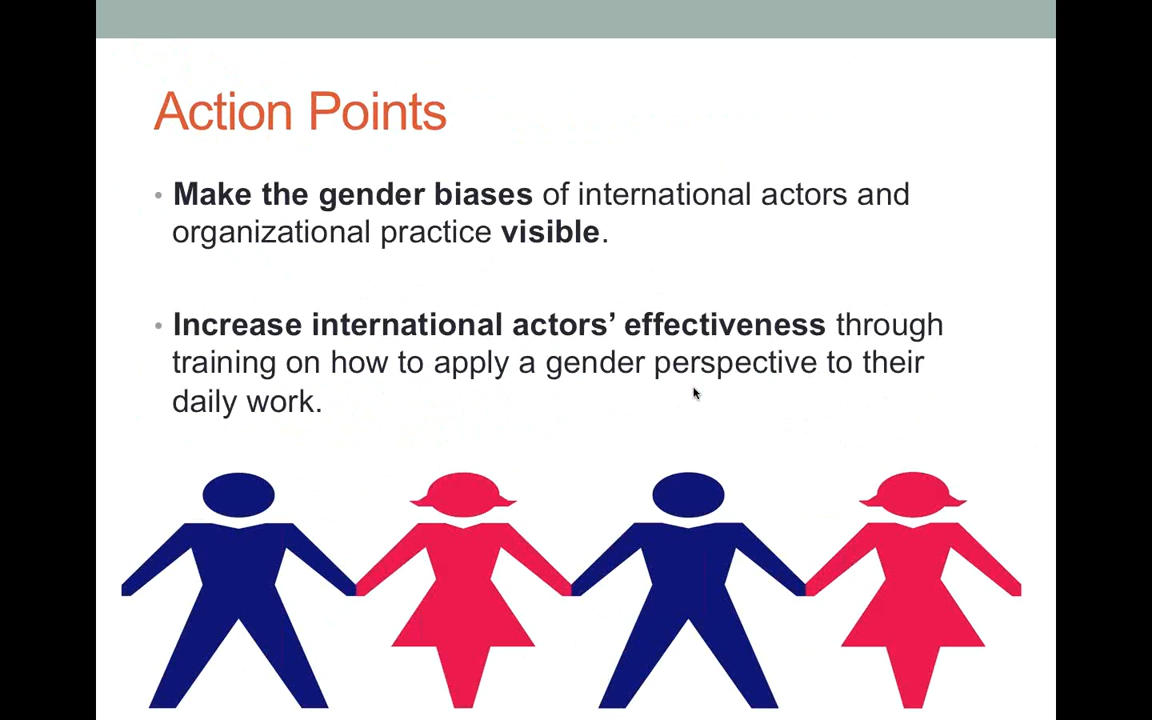 Action Points
• Make the gender biases of international actors and
organizational practice visible.
• Increase international actors’ effectiveness through
training on how to apply a gender perspective to their
daily work.